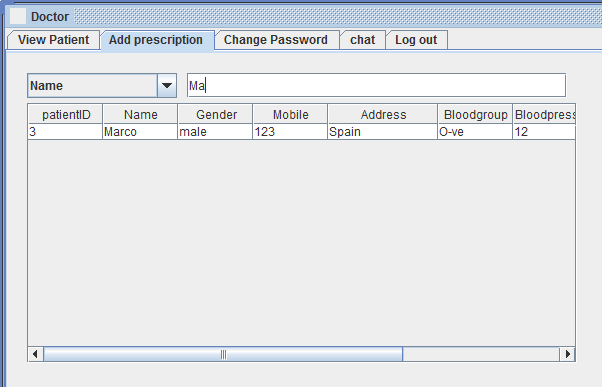 Doctor
View Patient Add prescription Change Password chat Log out
Name Ma
patientID Name Gender Mobile Address Bloodgroup Bloodpress
3 Marco male 123 Spain O-ve 12